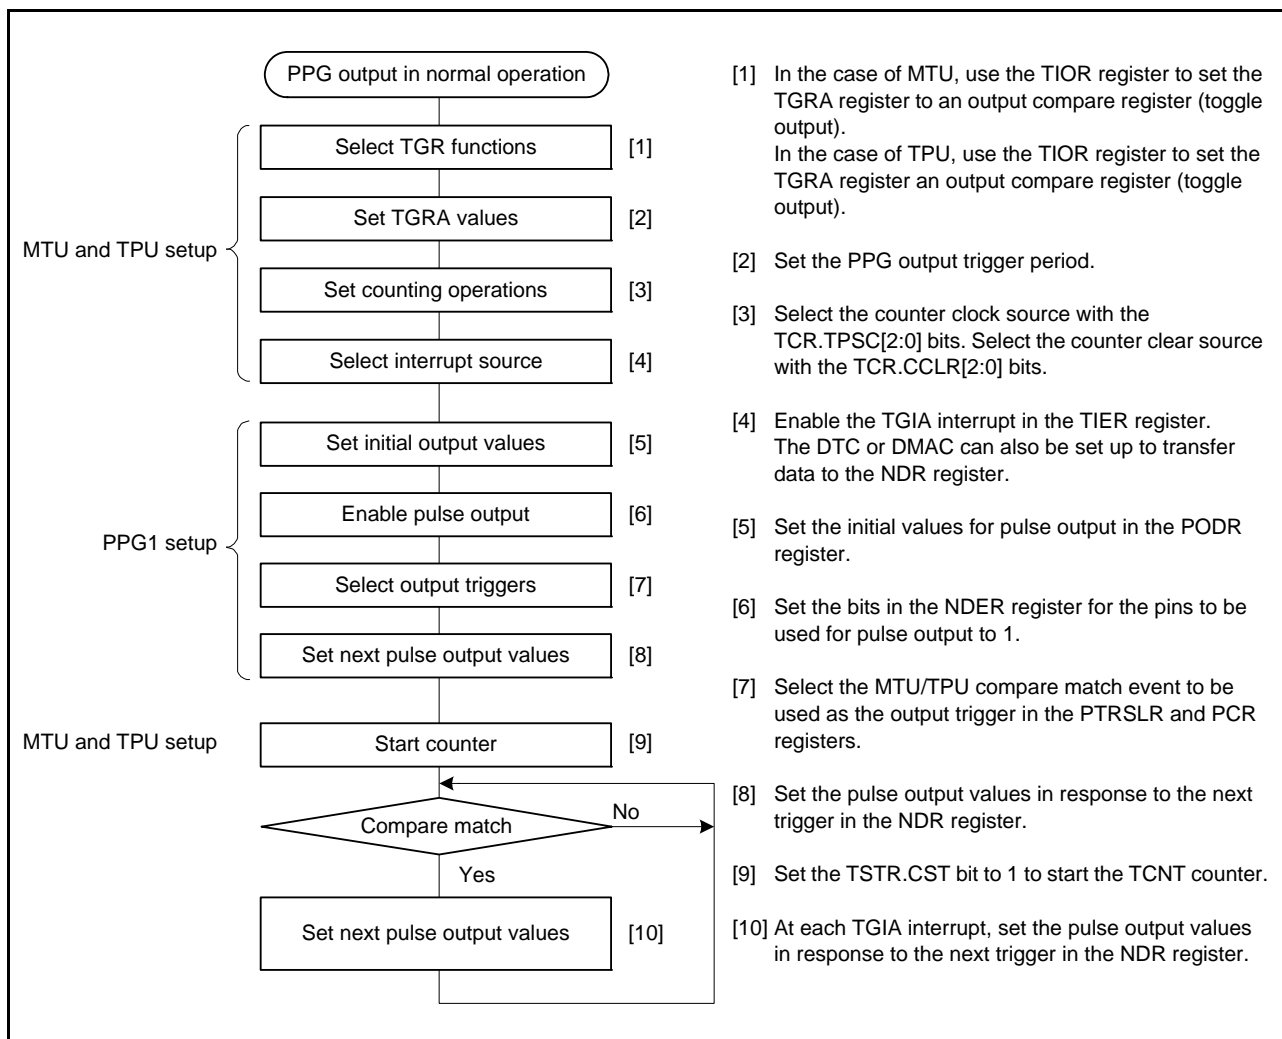 PPG output in normal operation
Select TGR functions [1]
Set TGRA values [2]
MTU and TPU setup
Set counting operations [3]
Select interrupt source [4]
Set initial output values [5]
Enable pulse output [6]
PPG1 setup
Select output triggers [7]
Set next pulse output values [8]
MTU and TPU setup
Start counter [9]
Compare match
No
Yes
Set next pulse output values [10]
[1] In the case of MTU, use the TIOR register to set the
TGRA register to an output compare register (toggle
output).
In the case of TPU, use the TIOR register to set the
TGRA register an output compare register (toggle
output).
[2] Set the PPG output trigger period.
[3] Select the counter clock source with the
TCR.TPSC[2:0] bits. Select the counter clear source
with the TCR.CCLR[2:0] bits.
[4] Enable the TGIA interrupt in the TIER register.
The DTC or DMAC can also be set up to transfer
data to the NDR register.
[5] Set the initial values for pulse output in the PODR
register.
[6] Set the bits in the NDER register for the pins to be
used for pulse output to 1.
[7] Select the MTU/TPU compare match event to be
used as the output trigger in the PTRSLR and PCR
registers.
[8] Set the pulse output values in response to the next
trigger in the NDR register.
[9] Set the TSTR.CST bit to 1 to start the TCNT counter.
[10] At each TGIA interrupt, set the pulse output values
in response to the next trigger in the NDR register.